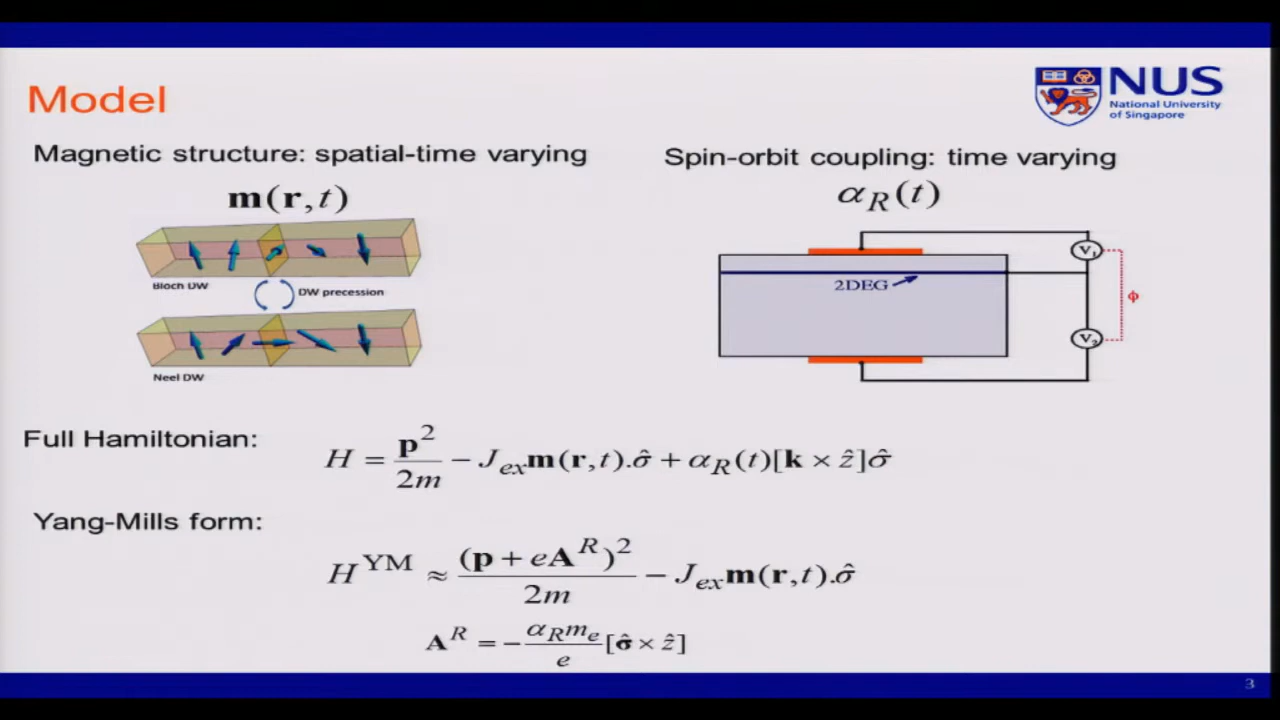 Model
NUS
National University
of Singapore
Magnetic structure: spatial-time varying
m(r,t)
Bloch DW
DW precession
Neel DW
Spin-orbit coupling: time varying
α_R(t)
2DEG
V₁
ϕ
V₂
Full Hamiltonian:
H = p²/2m − J_ex m(r,t).σ̂ + α_R(t)[k × ẑ]σ̂
Yang-Mills form:
H^YM ≈ (p + eA^R)²/2m − J_ex m(r,t).σ̂
A^R = − α_R m_e/e [σ̂ × ẑ]
3